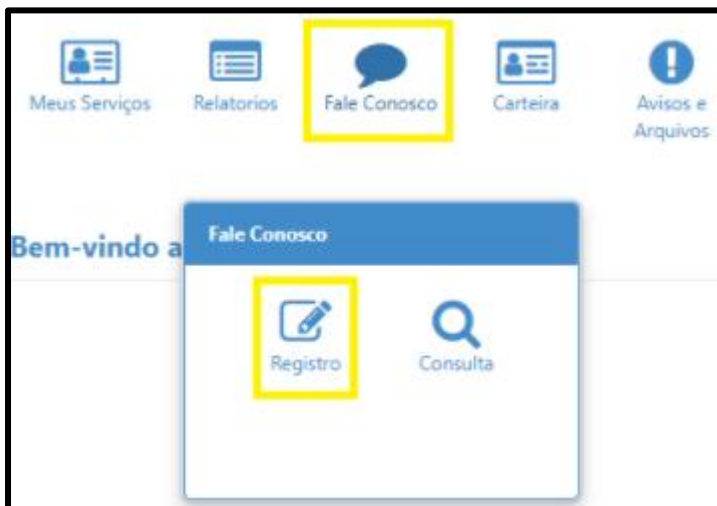 Meus Serviços
Relatorios
Fale Conosco
Carteira
Avisos e
Arquivos
Bem-vindo a
Fale Conosco
Registro
Consulta